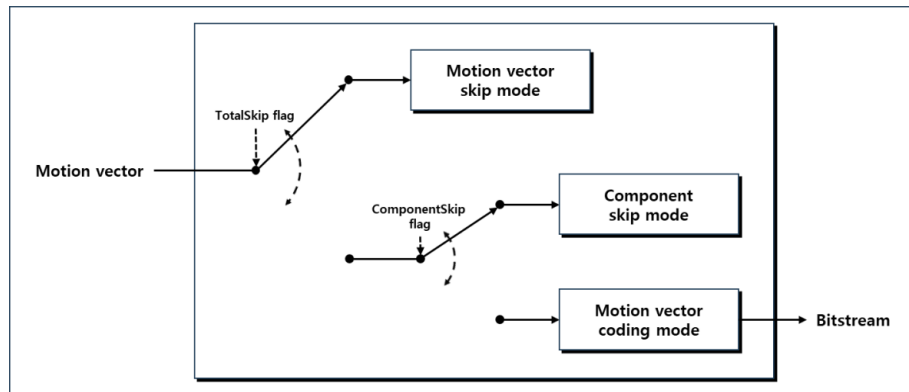 Motion vector
skip mode
TotalSkip flag
Motion vector
ComponentSkip
flag
Component
skip mode
Motion vector
coding mode
Bitstream